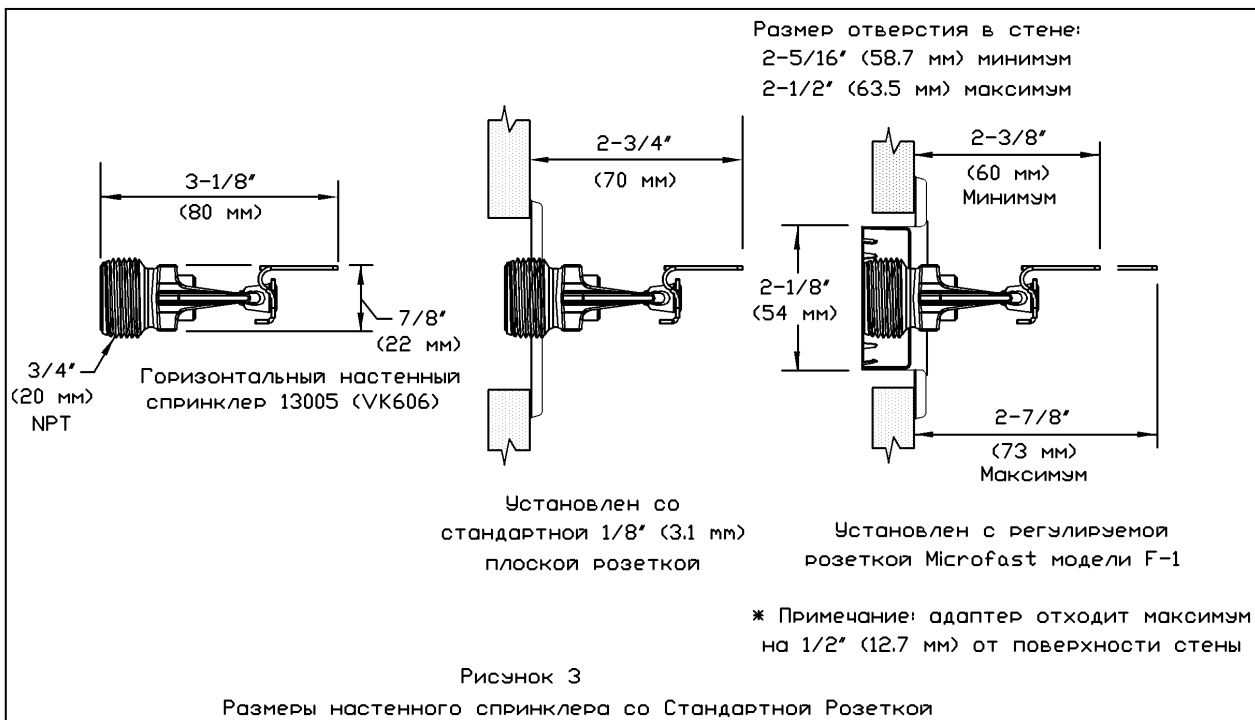 Размер отверстия в стене:
2-5/16" (58.7 мм) минимум
2-1/2" (63.5 мм) максимум
3-1/8"
(80 мм)
7/8"
(22 мм)
3/4"
(20 мм)
NPT
Горизонтальный настенный
спринклер 13005 (VK606)
2-3/4"
(70 мм)
Установлен со
стандартной 1/8" (3.1 mm)
плоской розеткой
2-3/8"
(60 мм)
Минимум
2-1/8"
(54 мм)
2-7/8"
(73 мм)
Максимум
Установлен с регулируемой
розеткой Microfast модели F-1
* Примечание: адаптер отходит максимум
на 1/2" (12.7 мм) от поверхности стены
Рисунок 3
Размеры настенного спринклера со Стандартной Розеткой